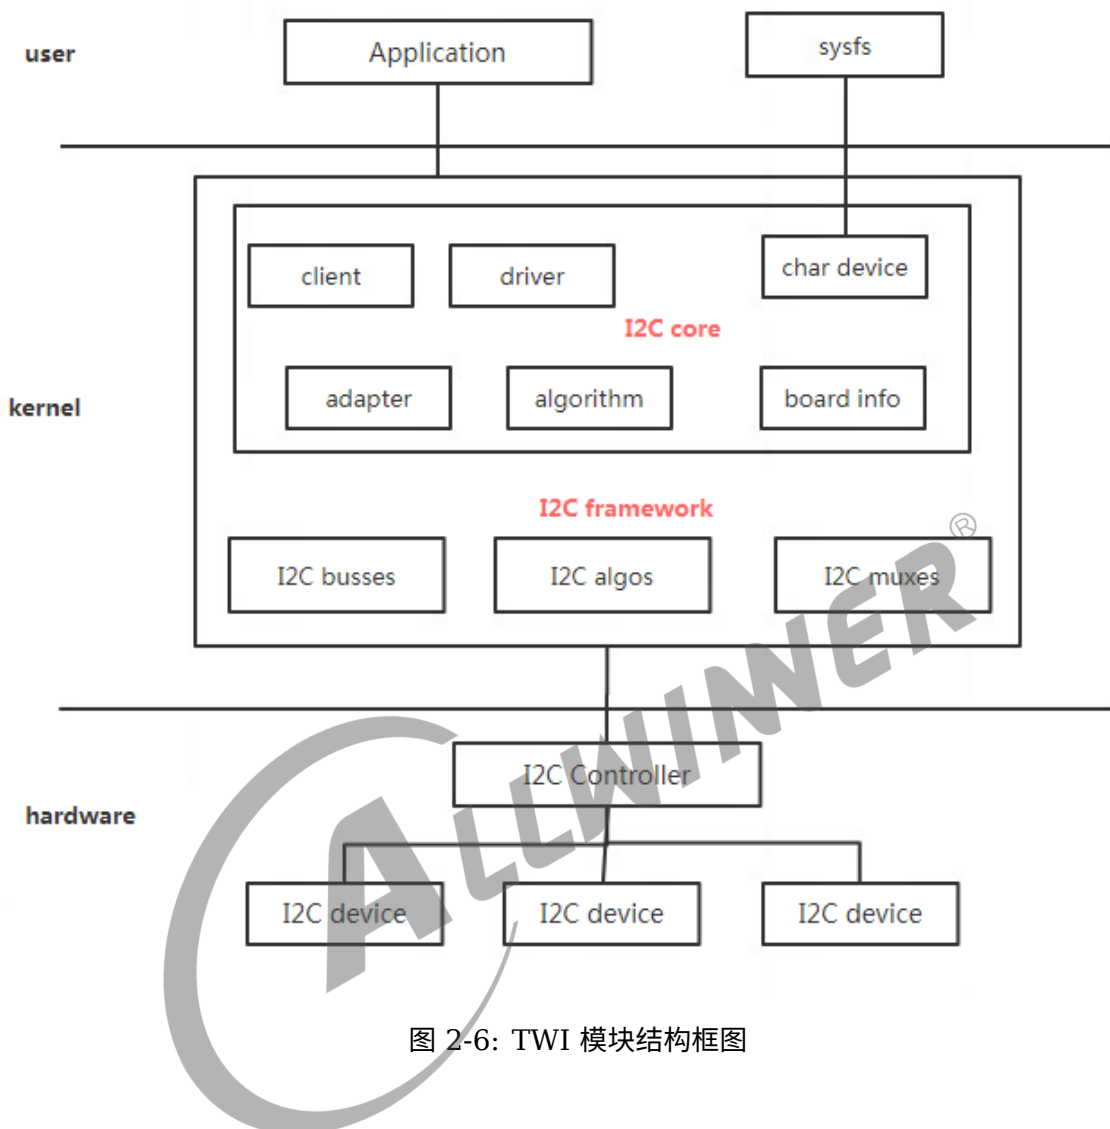 user
Application
sysfs
client
driver
char device
I2C core
kernel
adapter
algorithm
board info
I2C framework
I2C busses
I2C algos
I2C muxes
ALLWINNER®
I2C Controller
hardware
I2C device
I2C device
I2C device
图 2-6: TWI 模块结构框图